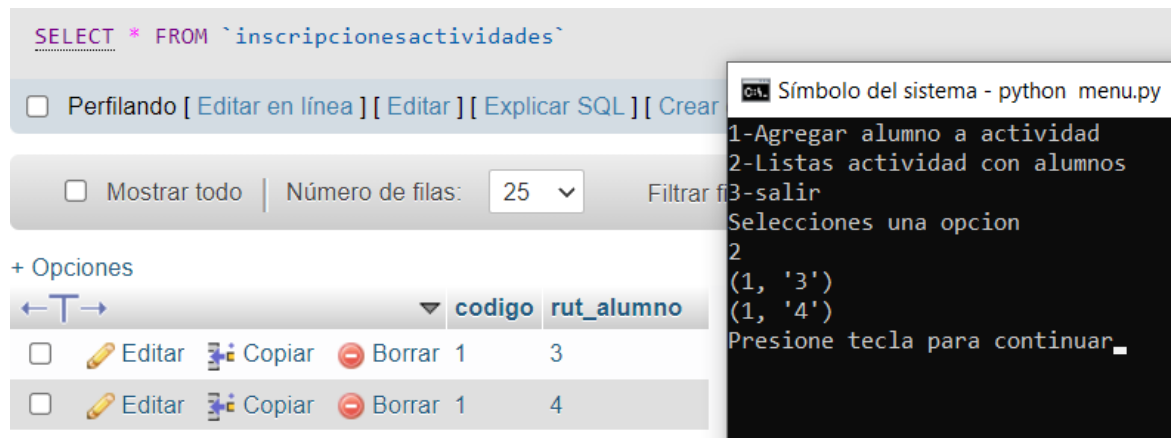 SELECT * FROM `inscripcionesactividades`
Perfilando [ Editar en línea ] [ Editar ] [ Explicar SQL ] [ Crear
Mostrar todo | Número de filas: 25 Filtrar
+ Opciones
←T→ codigo rut_alumno
Editar Copiar Borrar 1 3
Editar Copiar Borrar 1 4
Símbolo del sistema - python menu.py
1-Agregar alumno a actividad
2-Listas actividad con alumnos
3-salir
Selecciones una opcion
2
(1, '3')
(1, '4')
Presione tecla para continuar